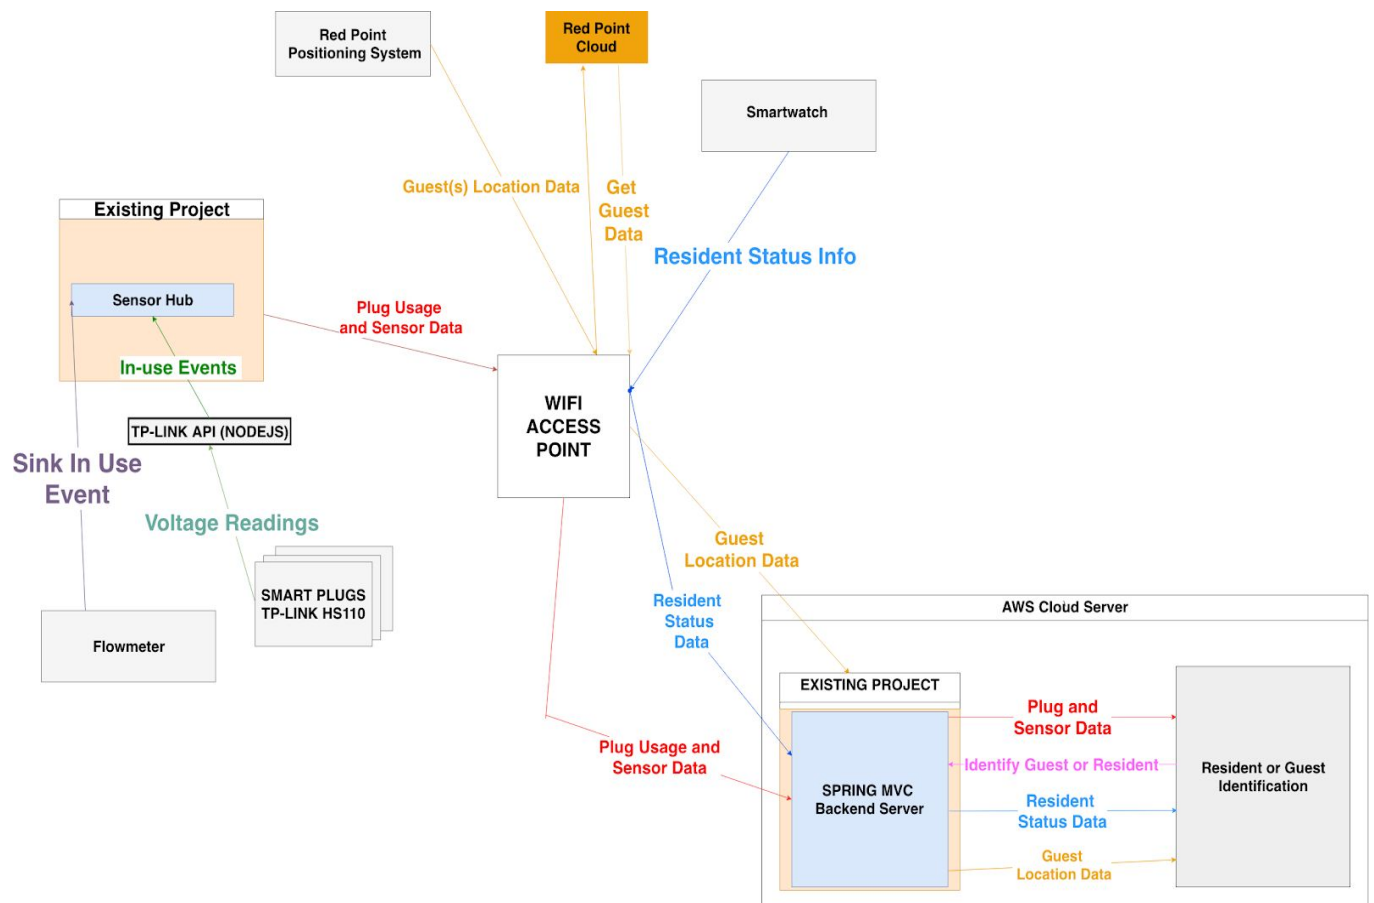 Red Point
Positioning System
Red Point
Cloud
Smartwatch
Guest(s) Location Data
Get
Guest
Data
Resident Status Info
Existing Project
Sensor Hub
Plug Usage
and Sensor Data
In-use Events
TP-LINK API (NODEJS)
WIFI
ACCESS
POINT
Sink In Use
Event
Voltage Readings
SMART PLUGS
TP-LINK HS110
Flowmeter
Guest
Location Data
Resident
Status
Data
AWS Cloud Server
EXISTING PROJECT
Plug Usage and
Sensor Data
SPRING MVC
Backend Server
Plug and
Sensor Data
Identify Guest or Resident
Resident
Status Data
Guest
Location Data
Resident or Guest
Identification